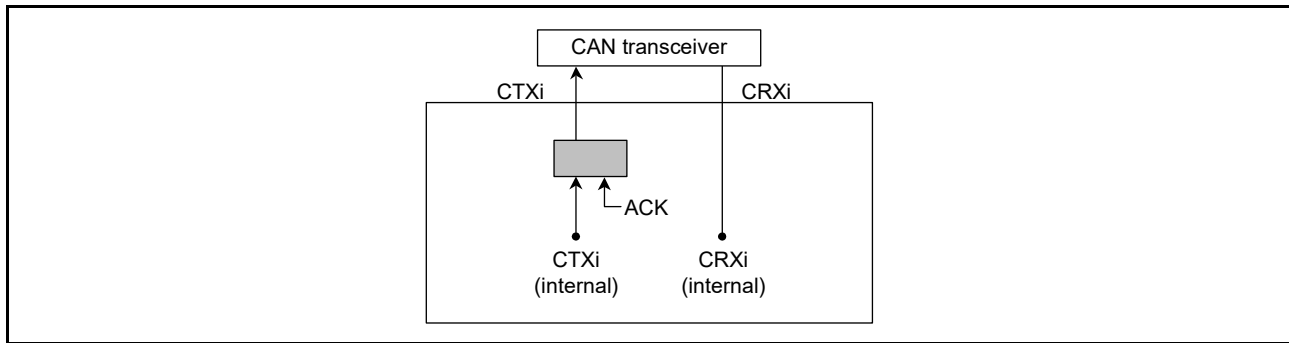 CAN transceiver
CTXi
CRXi
ACK
CTXi
(internal)
CRXi
(internal)